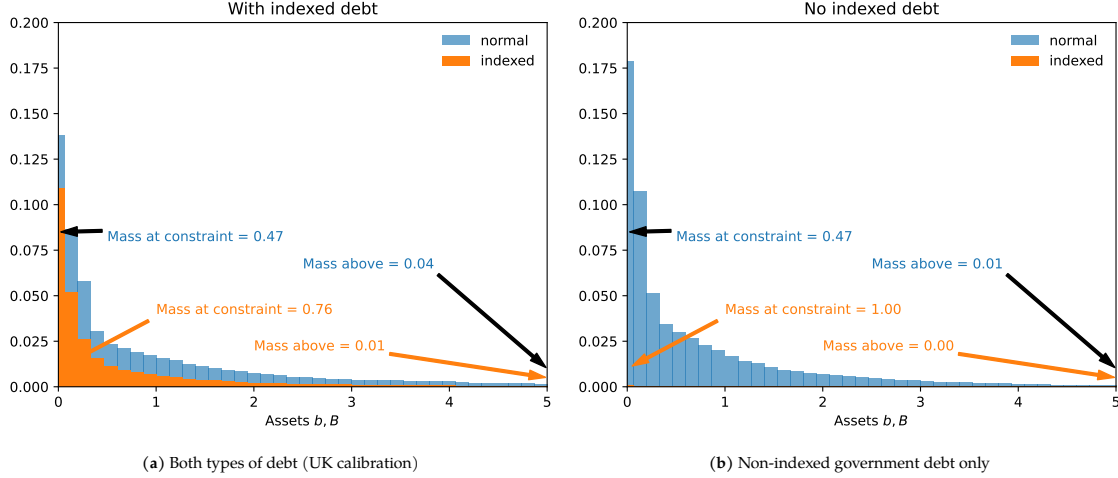 With indexed debt
0.200
0.175
0.150
0.125
0.100
0.075
0.050
0.025
0.000
normal
indexed
Mass at constraint = 0.47
Mass above = 0.04
Mass at constraint = 0.76
Mass above = 0.01
0 1 2 3 4 5
Assets b, B
(a) Both types of debt (UK calibration)
No indexed debt
0.200
0.175
0.150
0.125
0.100
0.075
0.050
0.025
0.000
normal
indexed
Mass at constraint = 0.47
Mass above = 0.01
Mass at constraint = 1.00
Mass above = 0.00
0 1 2 3 4 5
Assets b, B
(b) Non-indexed government debt only